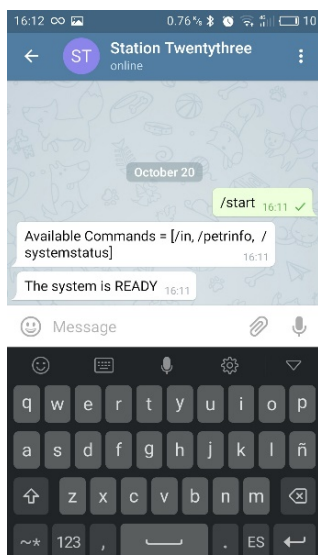 16:12
0.76 ᴷ/s
10
ST
Station Twentythree
online
October 20
/start 16:11
Available Commands = [/in, /petrinfo, /
systemstatus]
16:11
The system is READY 16:11
Message
q w e r t y u i o p
a s d f g h j k l ñ
z x c v b n m
~* 123 , . ES